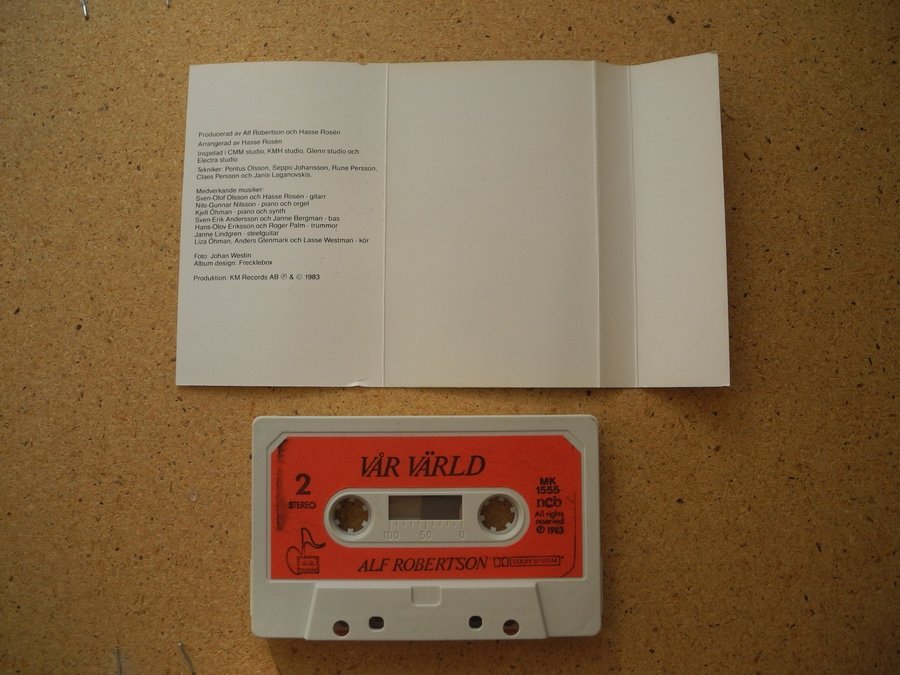 Producerad av Alf Robertson och Hasse Rosén
Arrangerad av Hasse Rosén
Inspelad i CMM studio, KMH studio, Glenn studio och
Electra studio
Tekniker: Pontus Olsson, Seppo Johansson, Rune Persson,
Claes Persson och Janis Laganovskis.
Medverkande musiker:
Sven-Olof Olsson och Hasse Rosén - gitarr
Nils-Gunnar Nilsson - piano och orgel
Kjell Öhman - piano och synth
Sven-Erik Andersson och Janne Bergman - bas
Hans-Olov Eriksson och Roger Palm - trummor
Janne Lindgren - steelguitar
Liza Öhman, Anders Glenmark och Lasse Westman - kör
Foto: Johan Westin
Album design: Frecklebox
Produktion: KM Records AB ℗ & © 1983
VÅR VÄRLD
2
STEREO
MK
1555
ncb
All rights
reserved
℗ 1983
100 50 0
ALF ROBERTSON
DOLBY SYSTEM